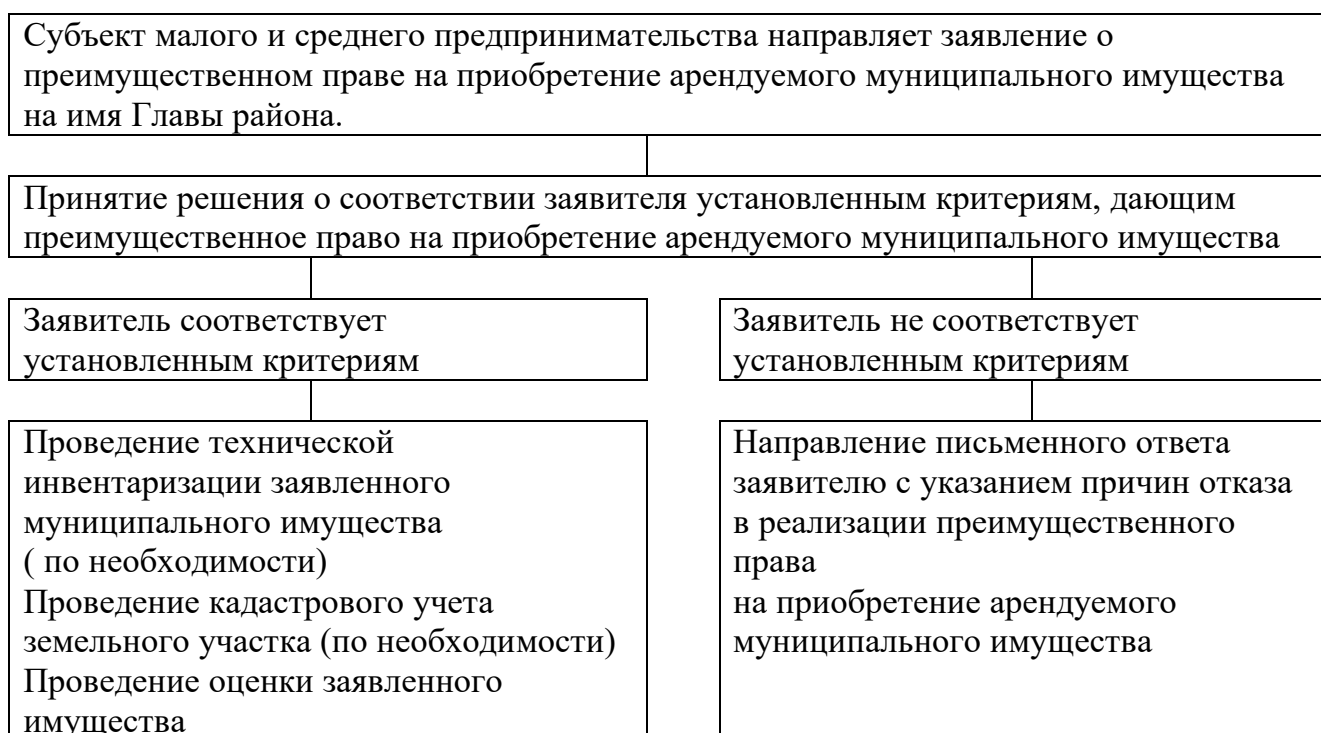 Субъект малого и среднего предпринимательства направляет заявление о
преимущественном праве на приобретение арендуемого муниципального имущества
на имя Главы района.
Принятие решения о соответствии заявителя установленным критериям, дающим
преимущественное право на приобретение арендуемого муниципального имущества
Заявитель соответствует
установленным критериям
Заявитель не соответствует
установленным критериям
Проведение технической
инвентаризации заявленного
муниципального имущества
( по необходимости)
Проведение кадастрового учета
земельного участка (по необходимости)
Проведение оценки заявленного
имущества
Направление письменного ответа
заявителю с указанием причин отказа
в реализации преимущественного
права
на приобретение арендуемого
муниципального имущества